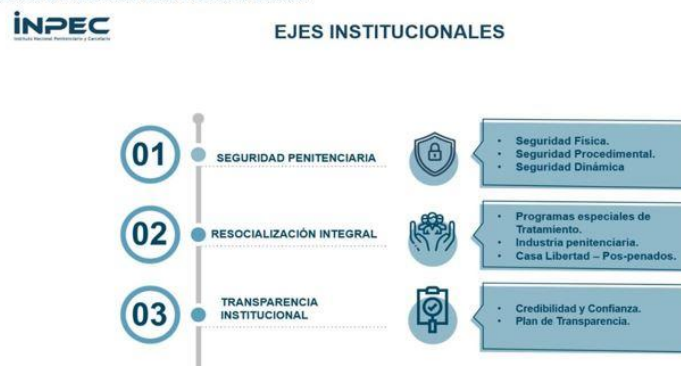 INPEC
Instituto Nacional Penitenciario y Carcelario
EJES INSTITUCIONALES
01
SEGURIDAD PENITENCIARIA
• Seguridad Física.
• Seguridad Procedimental.
• Seguridad Dinámica
02
RESOCIALIZACIÓN INTEGRAL
• Programas especiales de
Tratamiento.
• Industria penitenciaria.
• Casa Libertad – Pos-penados.
03
TRANSPARENCIA
INSTITUCIONAL
• Credibilidad y Confianza.
• Plan de Transparencia.